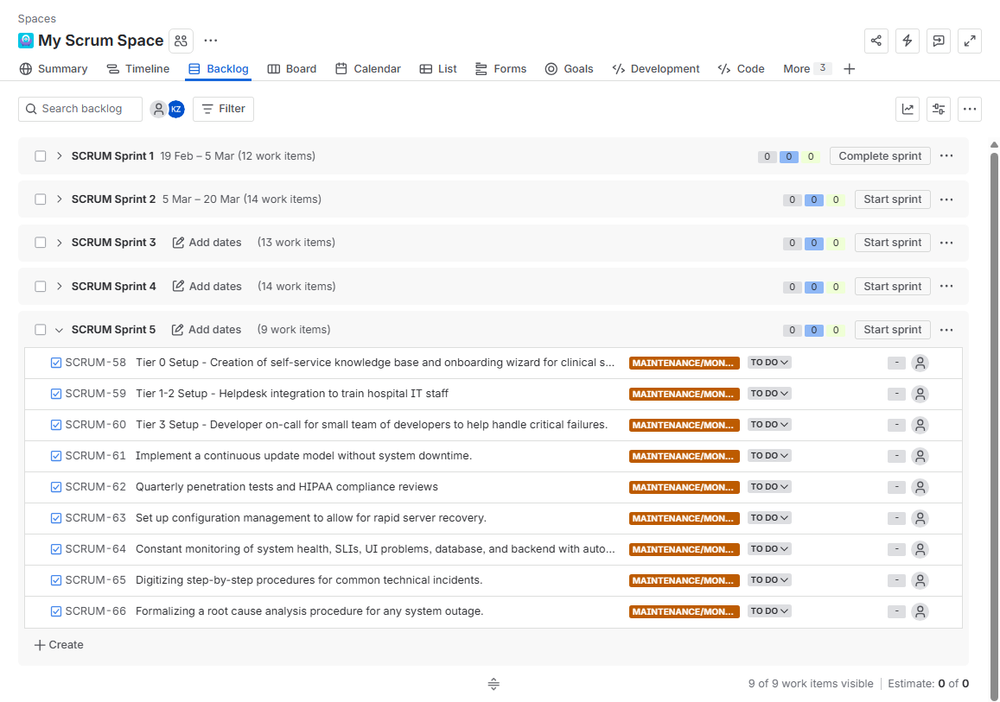 Spaces
My Scrum Space
Summary Timeline Backlog Board Calendar List Forms Goals Development Code More 3
Search backlog KZ Filter
SCRUM Sprint 1 19 Feb – 5 Mar (12 work items) 0 0 0 Complete sprint
SCRUM Sprint 2 5 Mar – 20 Mar (14 work items) 0 0 0 Start sprint
SCRUM Sprint 3 Add dates (13 work items) 0 0 0 Start sprint
SCRUM Sprint 4 Add dates (14 work items) 0 0 0 Start sprint
SCRUM Sprint 5 Add dates (9 work items) 0 0 0 Start sprint
SCRUM-58 Tier 0 Setup - Creation of self-service knowledge base and onboarding wizard for clinical s... MAINTENANCE/MON... TO DO -
SCRUM-59 Tier 1-2 Setup - Helpdesk integration to train hospital IT staff MAINTENANCE/MON... TO DO -
SCRUM-60 Tier 3 Setup - Developer on-call for small team of developers to help handle critical failures. MAINTENANCE/MON... TO DO -
SCRUM-61 Implement a continuous update model without system downtime. MAINTENANCE/MON... TO DO -
SCRUM-62 Quarterly penetration tests and HIPAA compliance reviews MAINTENANCE/MON... TO DO -
SCRUM-63 Set up configuration management to allow for rapid server recovery. MAINTENANCE/MON... TO DO -
SCRUM-64 Constant monitoring of system health, SLIs, UI problems, database, and backend with auto... MAINTENANCE/MON... TO DO -
SCRUM-65 Digitizing step-by-step procedures for common technical incidents. MAINTENANCE/MON... TO DO -
SCRUM-66 Formalizing a root cause analysis procedure for any system outage. MAINTENANCE/MON... TO DO -
Create
9 of 9 work items visible Estimate: 0 of 0